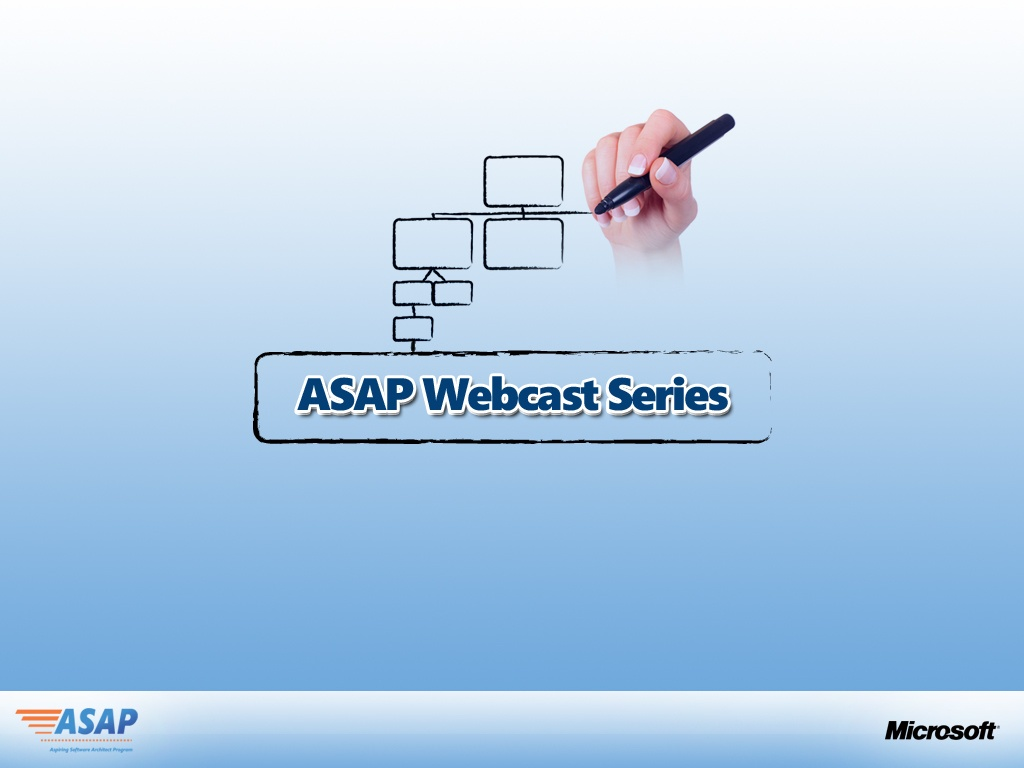 ASAP Webcast Series
ASAP
Aspiring Software Architect Program
Microsoft®